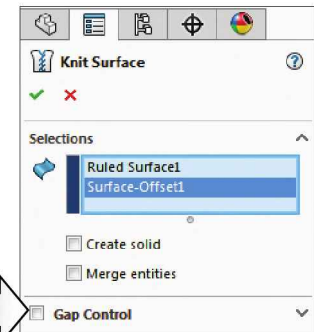 Knit Surface
Selections
Ruled Surface1
Surface-Offset1
Create solid
Merge entities
Gap Control